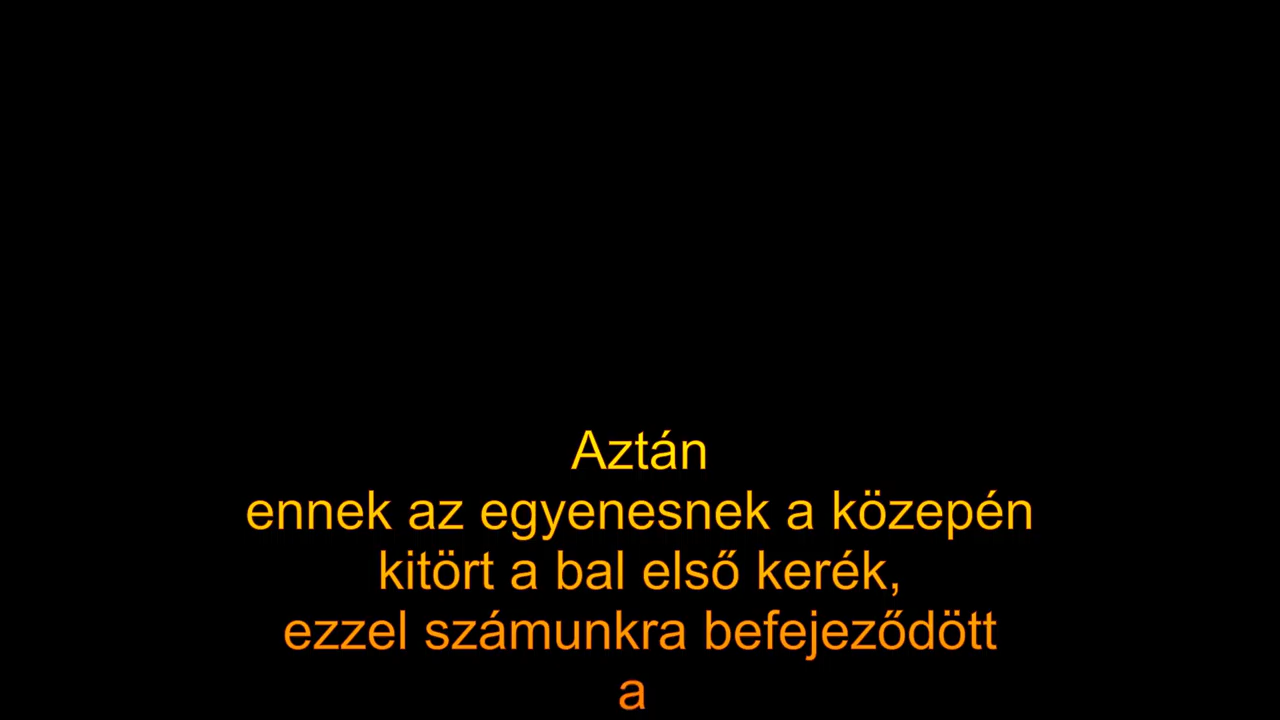 Aztán
ennek az egyenesnek a közepén
kitört a bal első kerék,
ezzel számunkra befejeződött
a